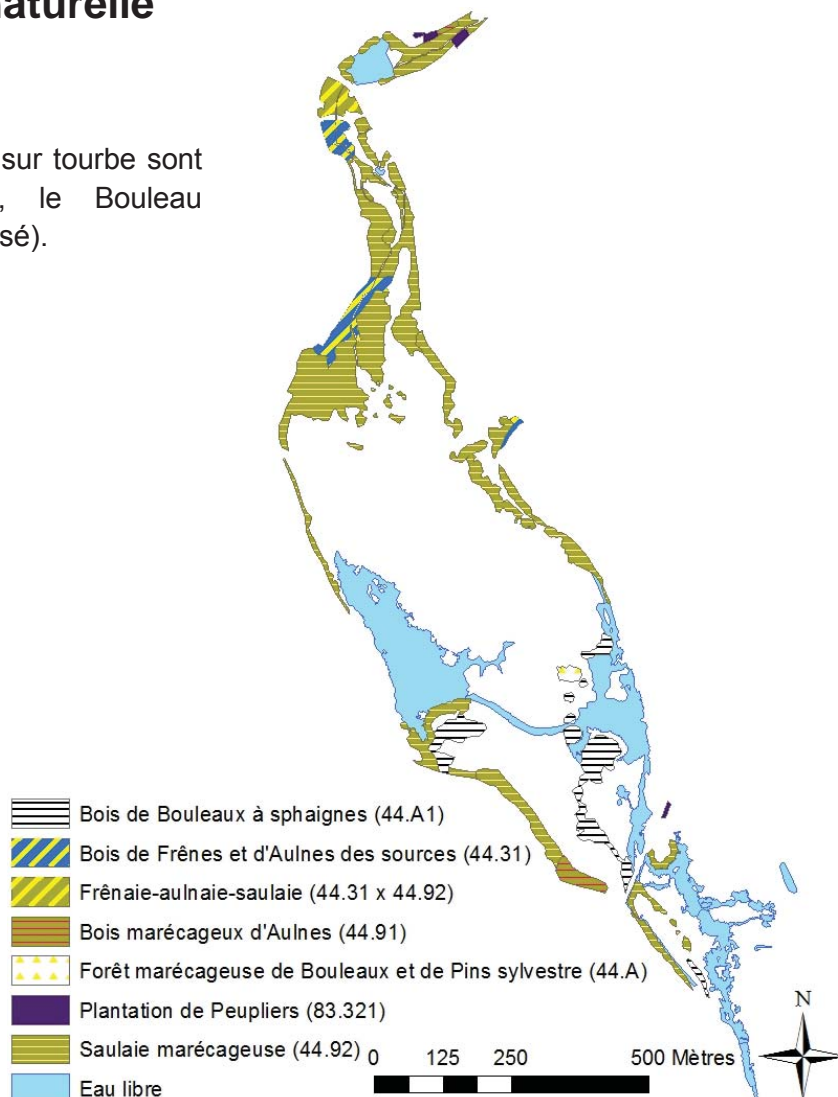 naturelle
sur tourbe sont
, le Bouleau
sé).
Bois de Bouleaux à sphaignes (44.A1)
Bois de Frênes et d'Aulnes des sources (44.31)
Frênaie-aulnaie-saulaie (44.31 x 44.92)
Bois marécageux d'Aulnes (44.91)
Forêt marécageuse de Bouleaux et de Pins sylvestre (44.A)
Plantation de Peupliers (83.321)
Saulaie marécageuse (44.92)
Eau libre
0 125 250 500 Mètres
N